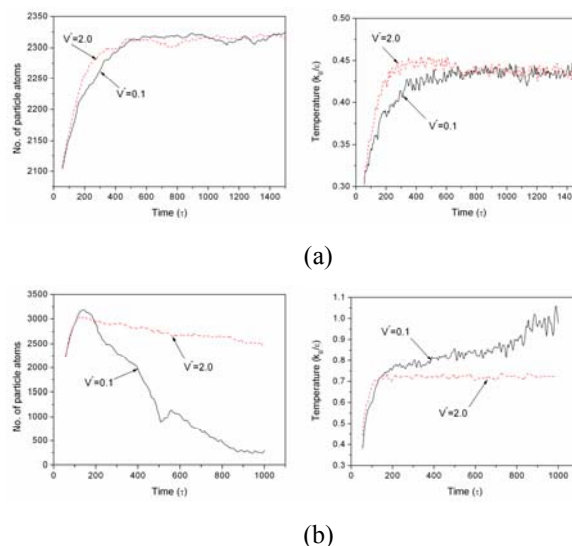 V*=2.0
V*=0.1
No. of particle atoms
2350
2300
2250
2200
2150
2100
0 200 400 600 800 1000 1200 1400
Time (τ)
V*=2.0
V*=0.1
Temperature (kB/ε)
0.50
0.45
0.40
0.35
0.30
0 200 400 600 800 1000 1200 1400
Time (τ)
(a)
No. of particle atoms
3500
3000
2500
2000
1500
1000
500
0
V*=2.0
V*=0.1
0 200 400 600 800 1000
Time (τ)
Temperature (kB/ε)
1.1
1.0
0.9
0.8
0.7
0.6
0.5
0.4
0.3
V*=0.1
V*=2.0
0 200 400 600 800 1000
Time (τ)
(b)